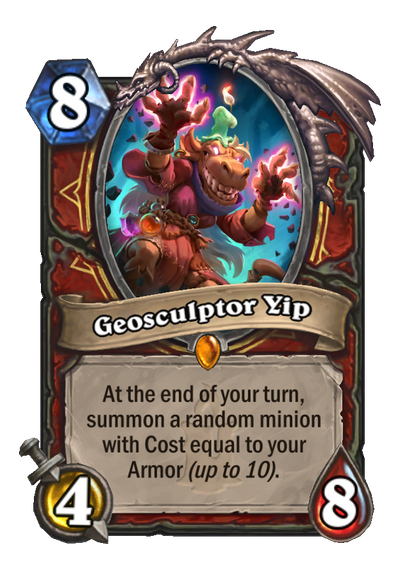 8
Geosculptor Yip
At the end of your turn,
summon a random minion
with Cost equal to your
Armor (up to 10).
4
8